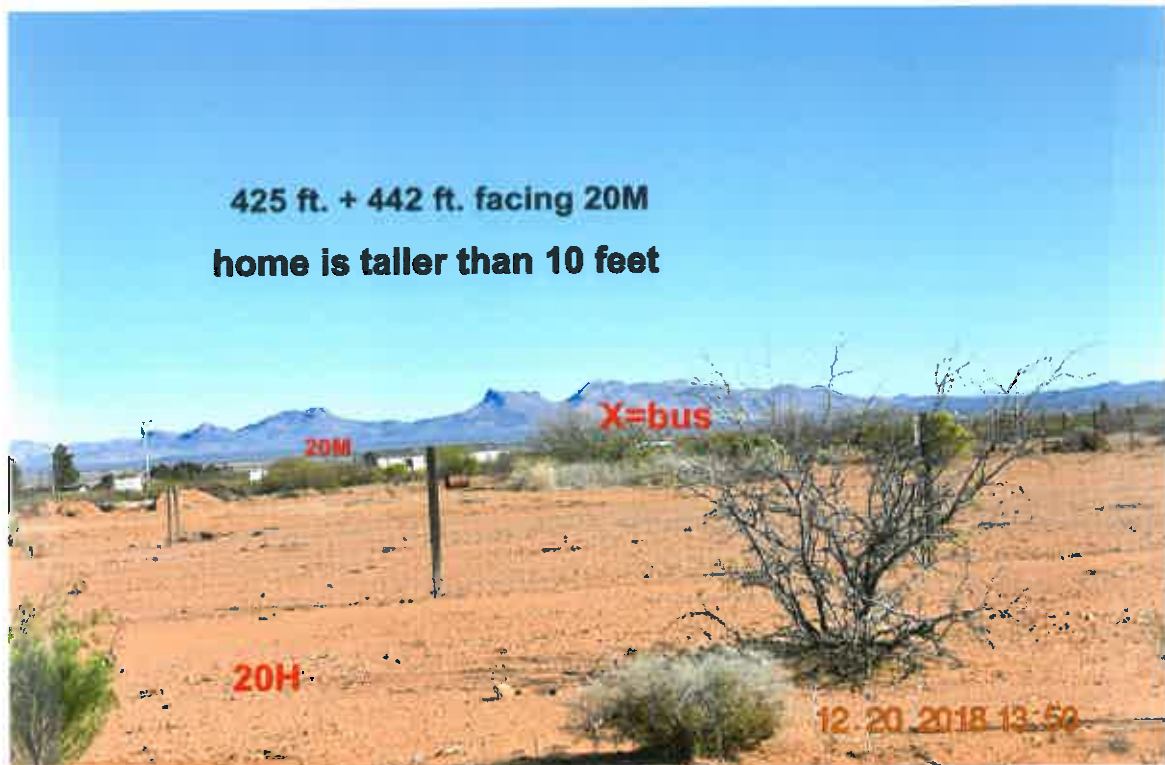 425 ft. + 442 ft. facing 20M
home is taller than 10 feet
X=bus
20M
20H
12 20 2018 13:50